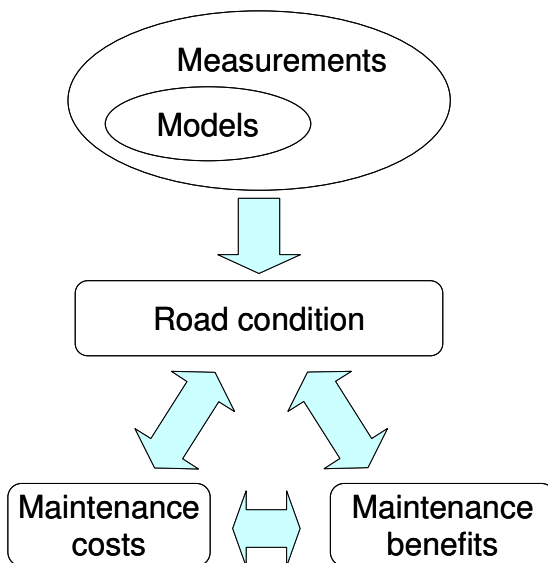 Measurements
Models
Road condition
Maintenance
costs
Maintenance
benefits